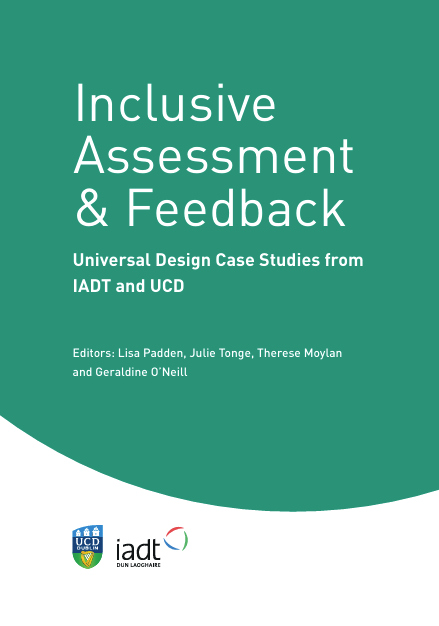 Inclusive
Assessment
& Feedback
Universal Design Case Studies from
IADT and UCD
Editors: Lisa Padden, Julie Tonge, Therese Moylan
and Geraldine O'Neill
UCD
DUBLIN
iadt
DUN LAOGHAIRE